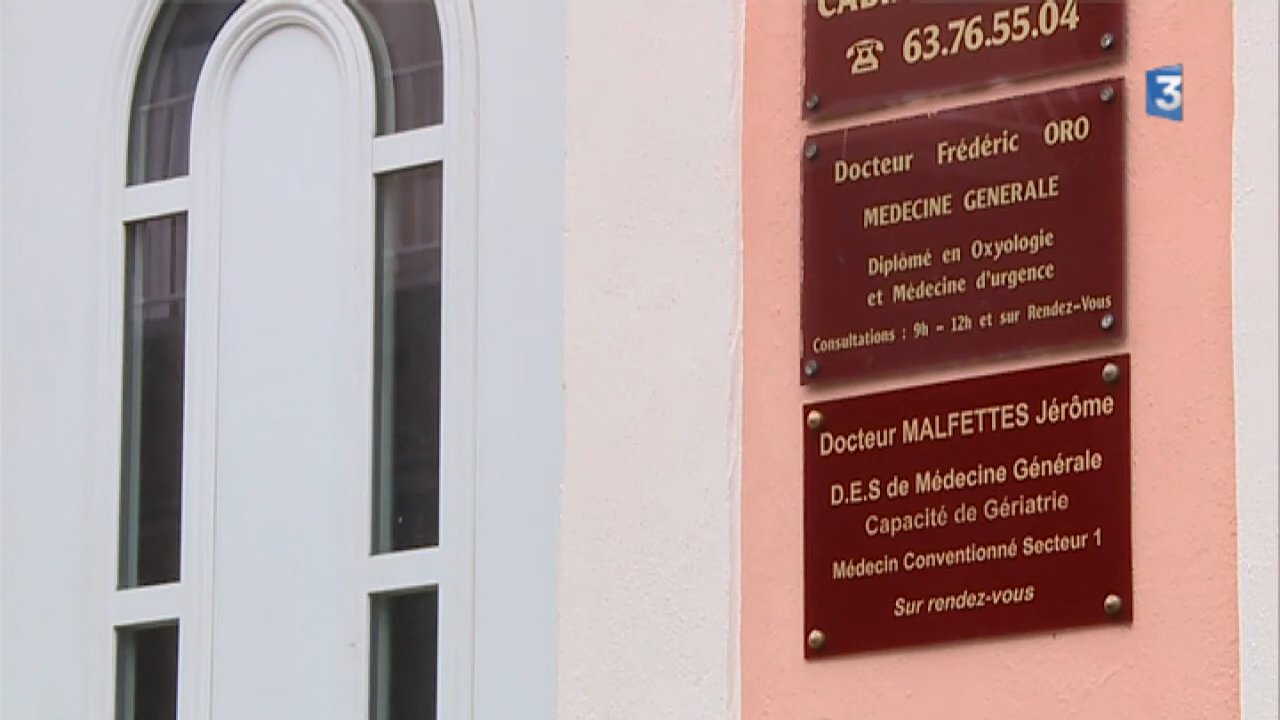 63.76.55.04
3
Docteur Frédéric ORO
MEDECINE GENERALE
Diplômé en Oxyologie
et Médecine d'urgence
Consultations : 9h - 12h et sur Rendez-Vous
Docteur MALFETTES Jérôme
D.E.S de Médecine Générale
Capacité de Gériatrie
Médecin Conventionné Secteur 1
Sur rendez-vous